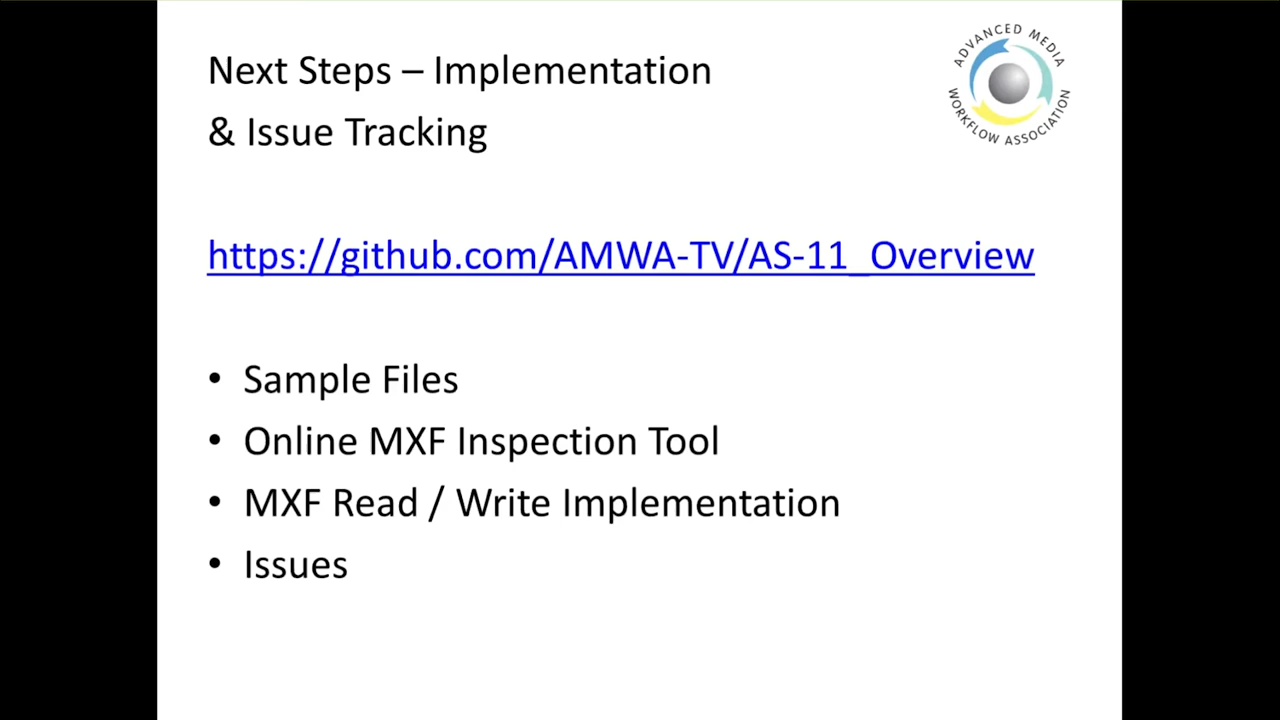 Next Steps – Implementation
& Issue Tracking
ADVANCED MEDIA
WORKFLOW ASSOCIATION
https://github.com/AMWA-TV/AS-11_Overview
• Sample Files
• Online MXF Inspection Tool
• MXF Read / Write Implementation
• Issues